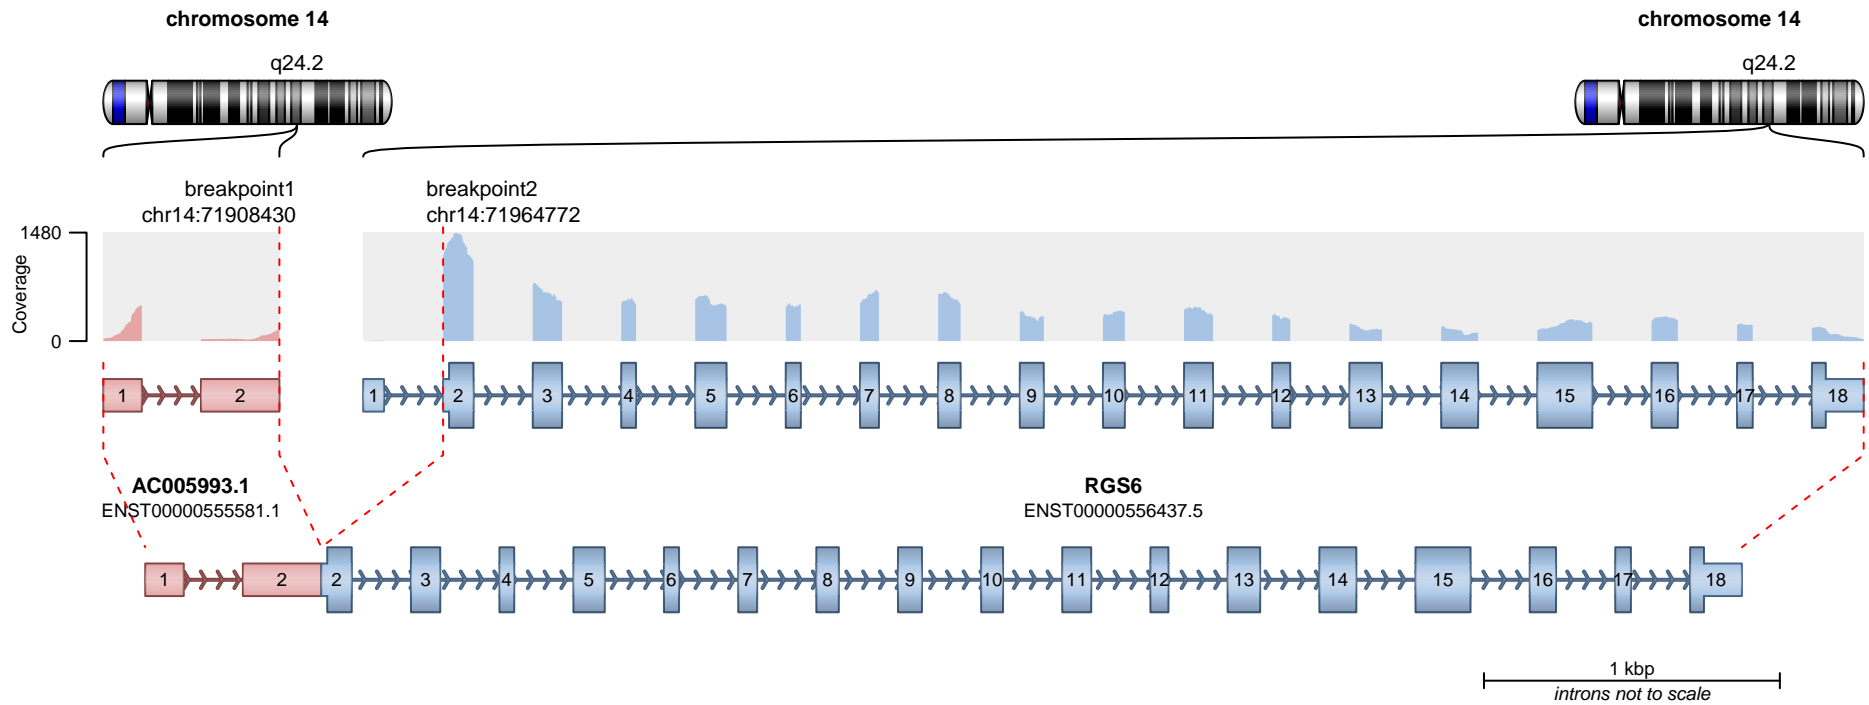 chromosome 14 chromosome 14
q24.2 q24.2
breakpoint1 breakpoint2
chr14:71908430 chr14:71964772
1480
Coverage
0
1 2 1 2 3 4 5 6 7 8 9 10 11 12 13 14 15 16 17 18
AC005993.1 RGS6
ENST00000555581.1 ENST00000556437.5
1 2 2 3 4 5 6 7 8 9 10 11 12 13 14 15 16 17 18
1 kbp
introns not to scale